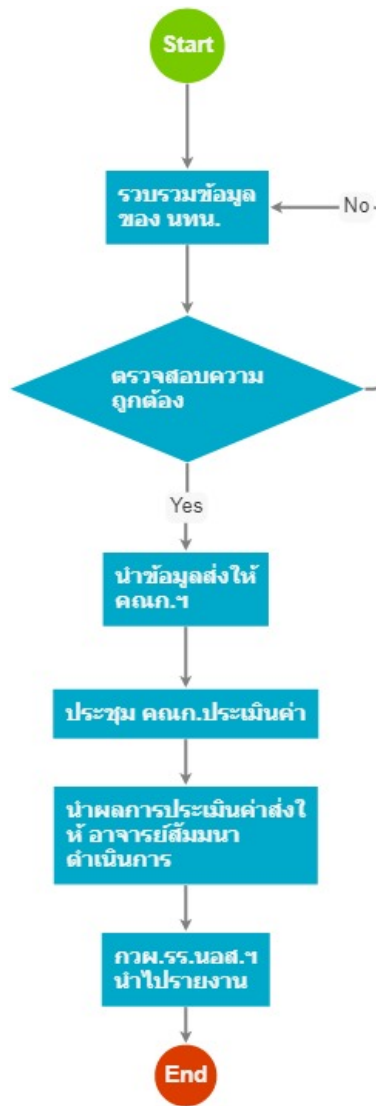 Start
รวบรวมข้อมูล
ของ นทน.
No
ตรวจสอบความ
ถูกต้อง
Yes
นำข้อมูลส่งให้
คณก.ฯ
ประชุม คณก.ประเมินค่า
นำผลการประเมินค่าส่งใ
ห้ อาจารย์สัมมนา
ดำเนินการ
กวผ.รร.นอส.ฯ
นำไปรายงาน
End